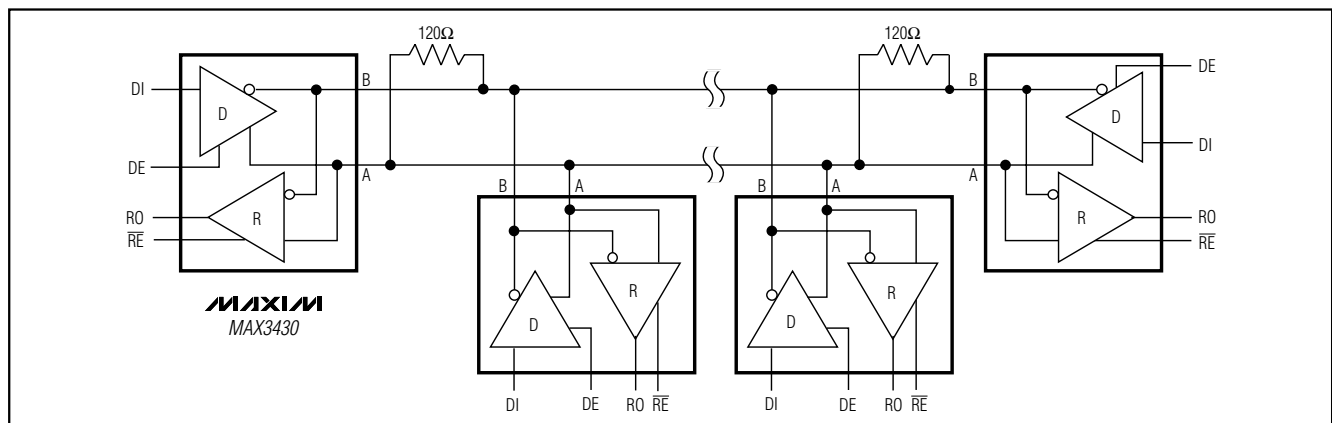 120Ω 120Ω
DI D B B D DE
DI
DE A A
B A B A
RO R R RO
RE RE
R R
D D
MAXIM
MAX3430
DI DE RO RE DI DE RO RE